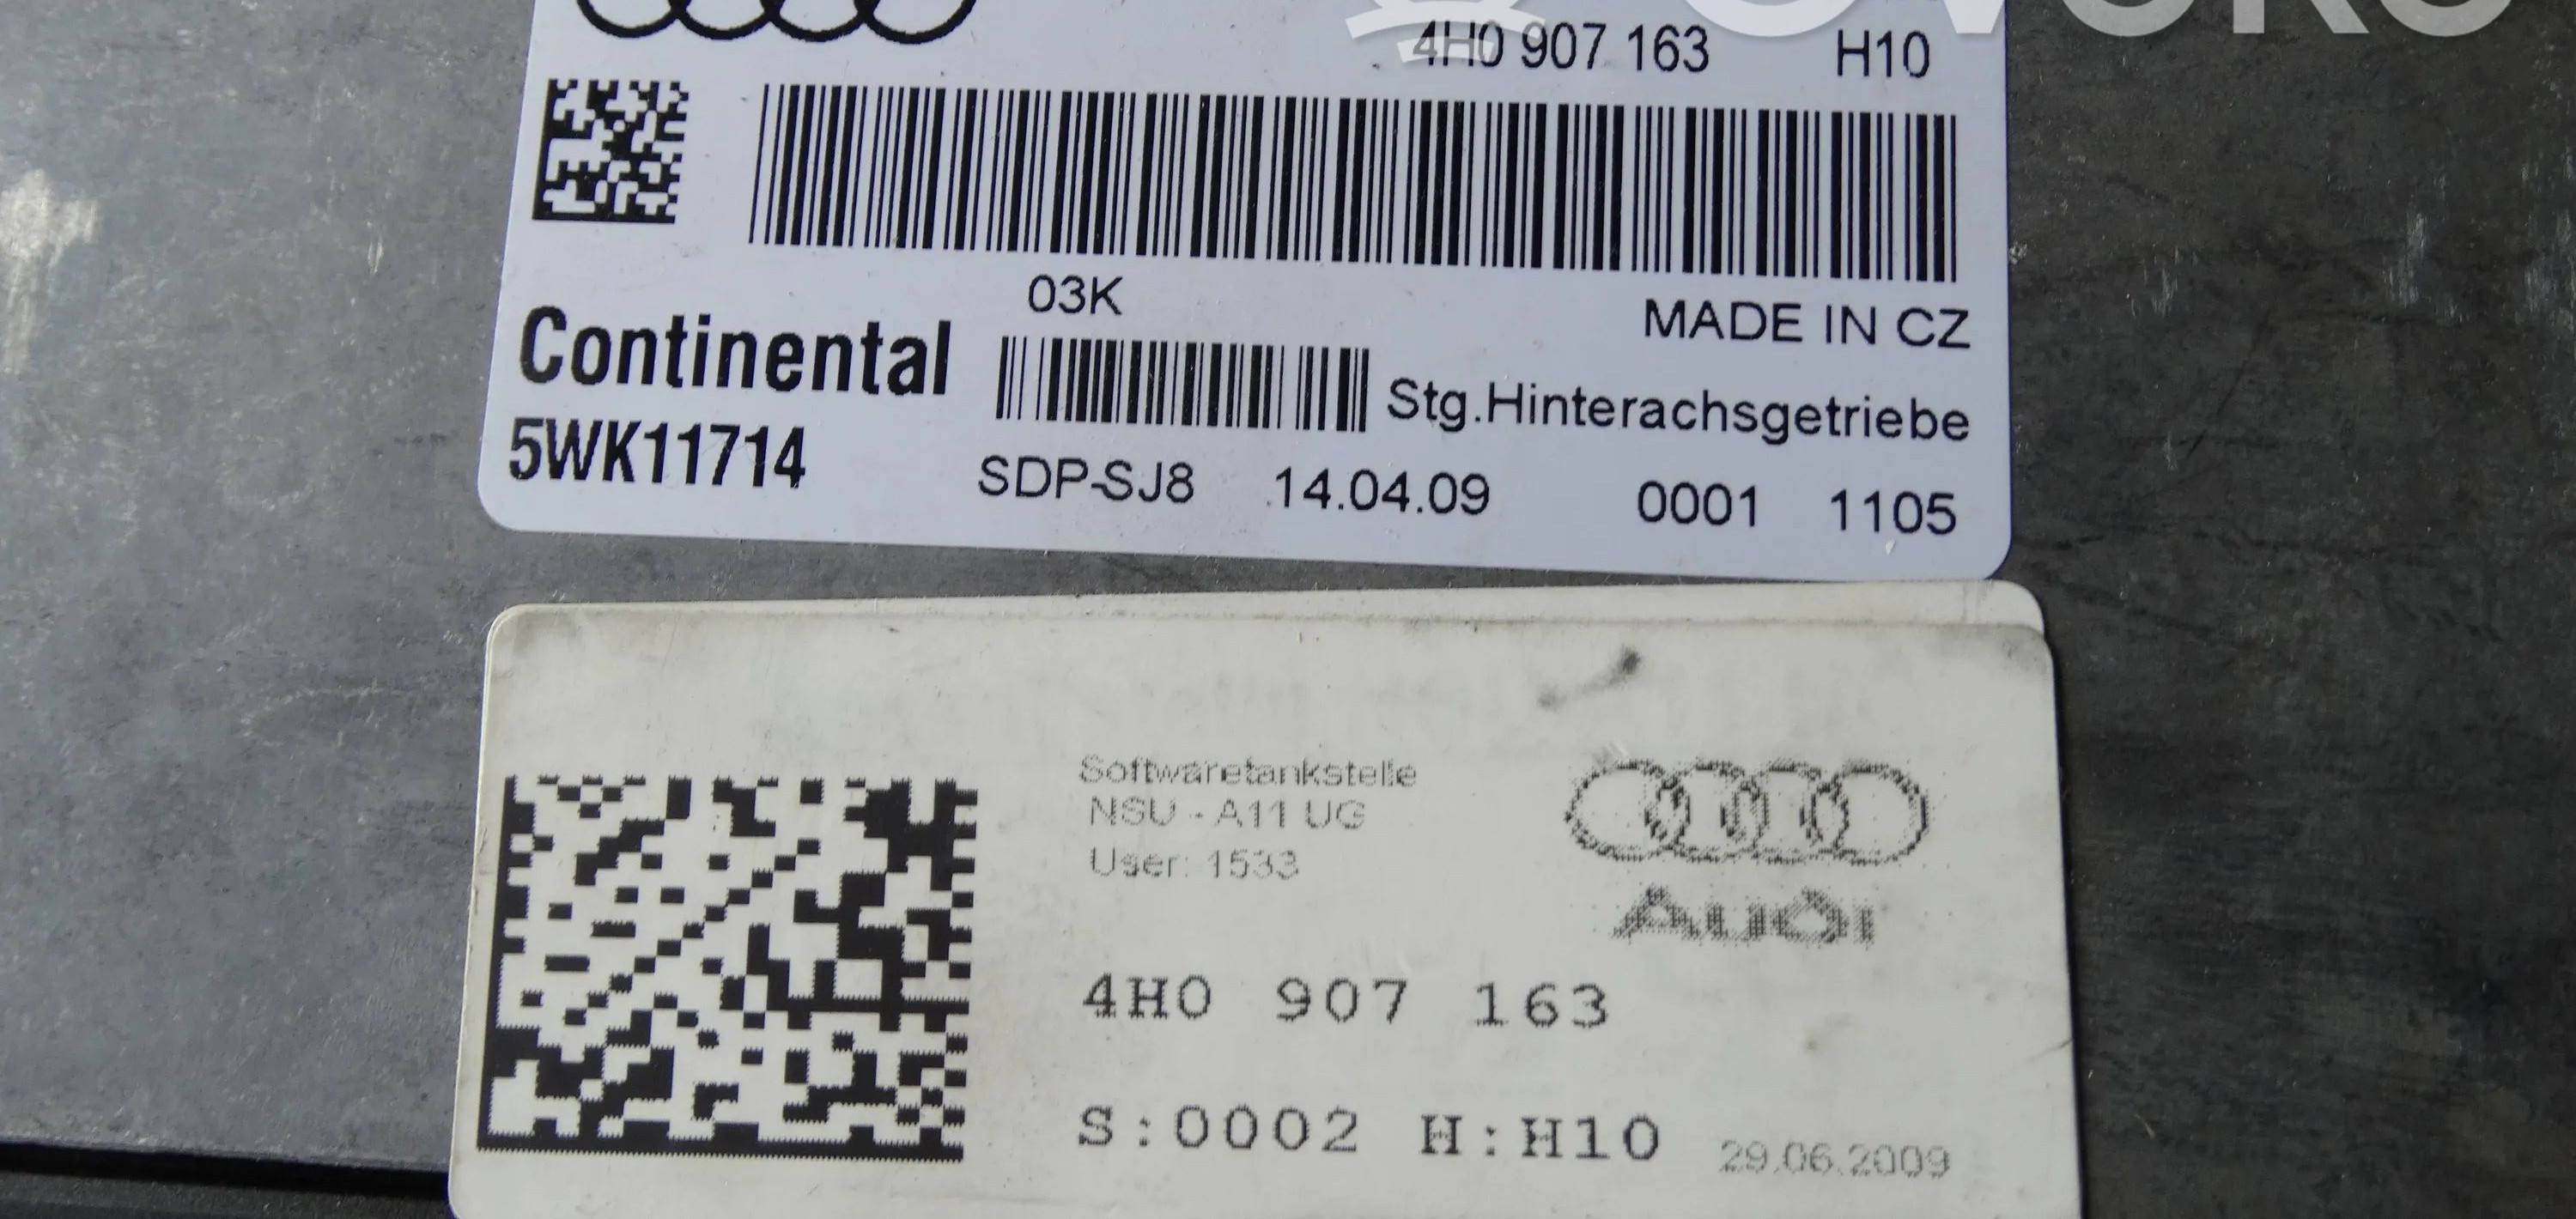 4H0 907 163 H10
03K
MADE IN CZ
Continental
Stg.Hinterachsgetriebe
5WK11714
SDP-SJ8 14.04.09 0001 1105
Softwaretankstelle
NSU - A11 UG
User: 1533
Audi
4H0 907 163
S:0002 H:H10 29.06.2009